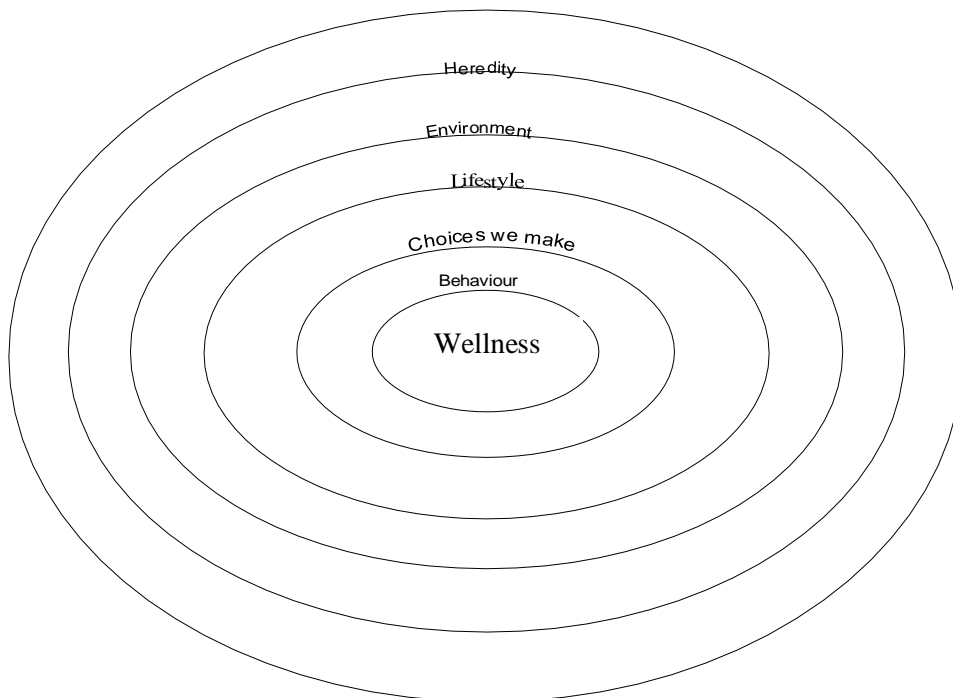 Heredity
Environment
Lifestyle
Choices we make
Behaviour
Wellness